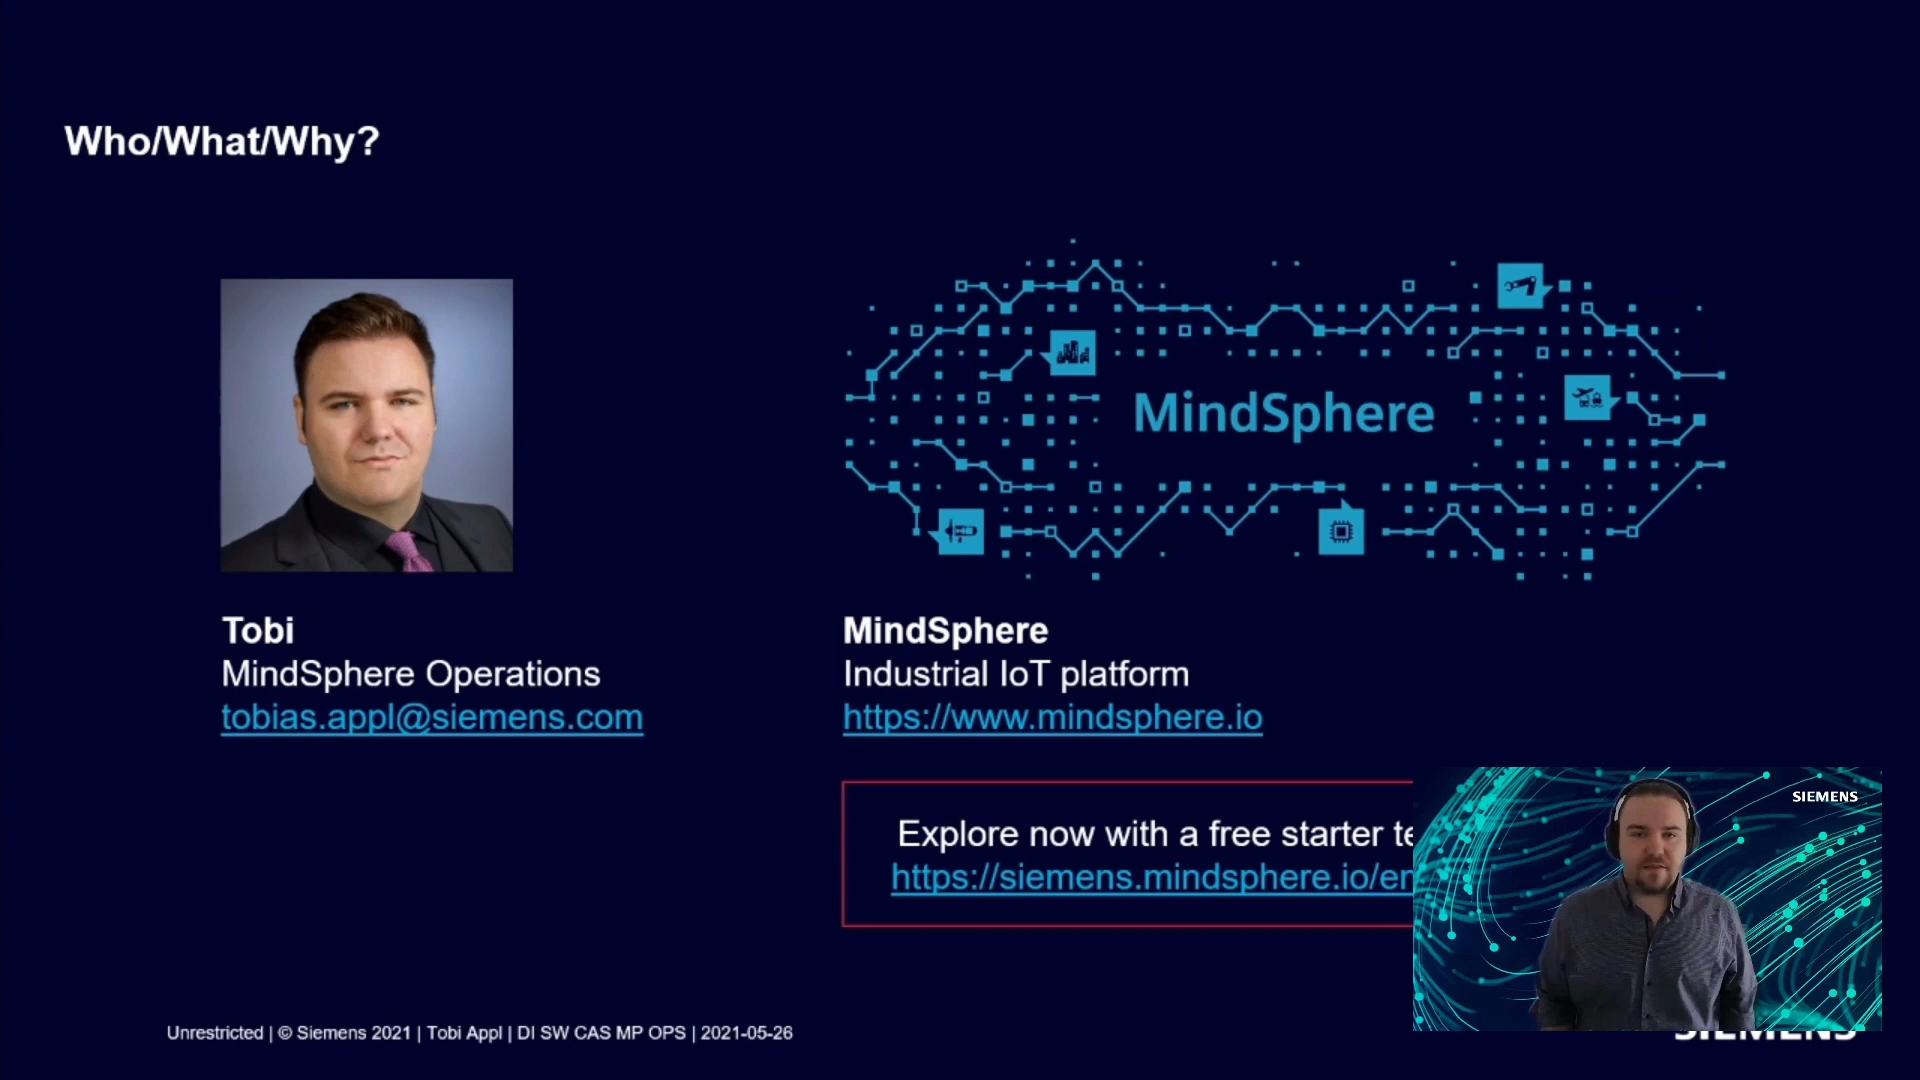 Who/What/Why?
MindSphere
Tobi
MindSphere Operations
tobias.appl@siemens.com
MindSphere
Industrial IoT platform
https://www.mindsphere.io
Explore now with a free starter
https://siemens.mindsphere.io/
SIEMENS
Unrestricted | © Siemens 2021 | Tobi Appl | DI SW CAS MP OPS | 2021-05-26
SIEMENS